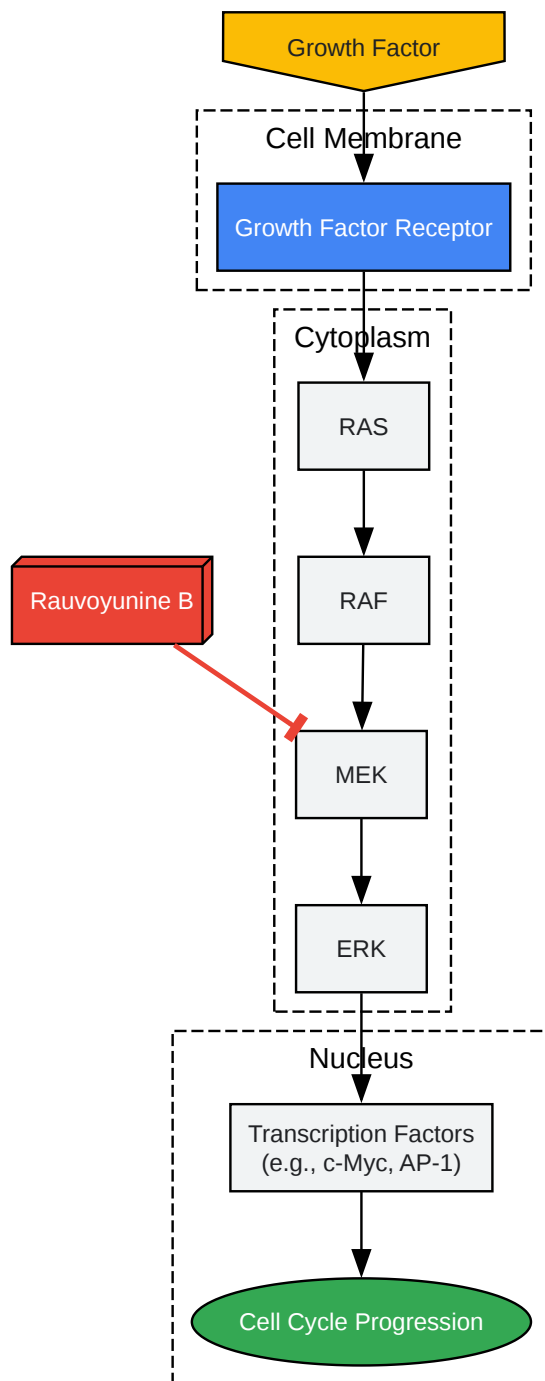 Growth Factor
Cell Membrane
Growth Factor Receptor
Cytoplasm
RAS
Rauvoyunine B
RAF
MEK
ERK
Nucleus
Transcription Factors
(e.g., c-Myc, AP-1)
Cell Cycle Progression